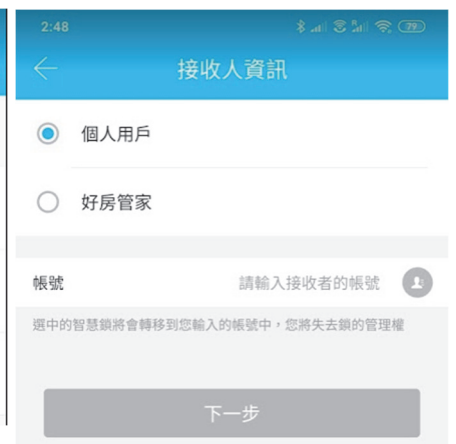 2:48
79
接收人資訊
個人用戶
好房管家
帳號
請輸入接收者的帳號
選中的智慧鎖將會轉移到您輸入的帳號中，您將失去鎖的管理權
下一步